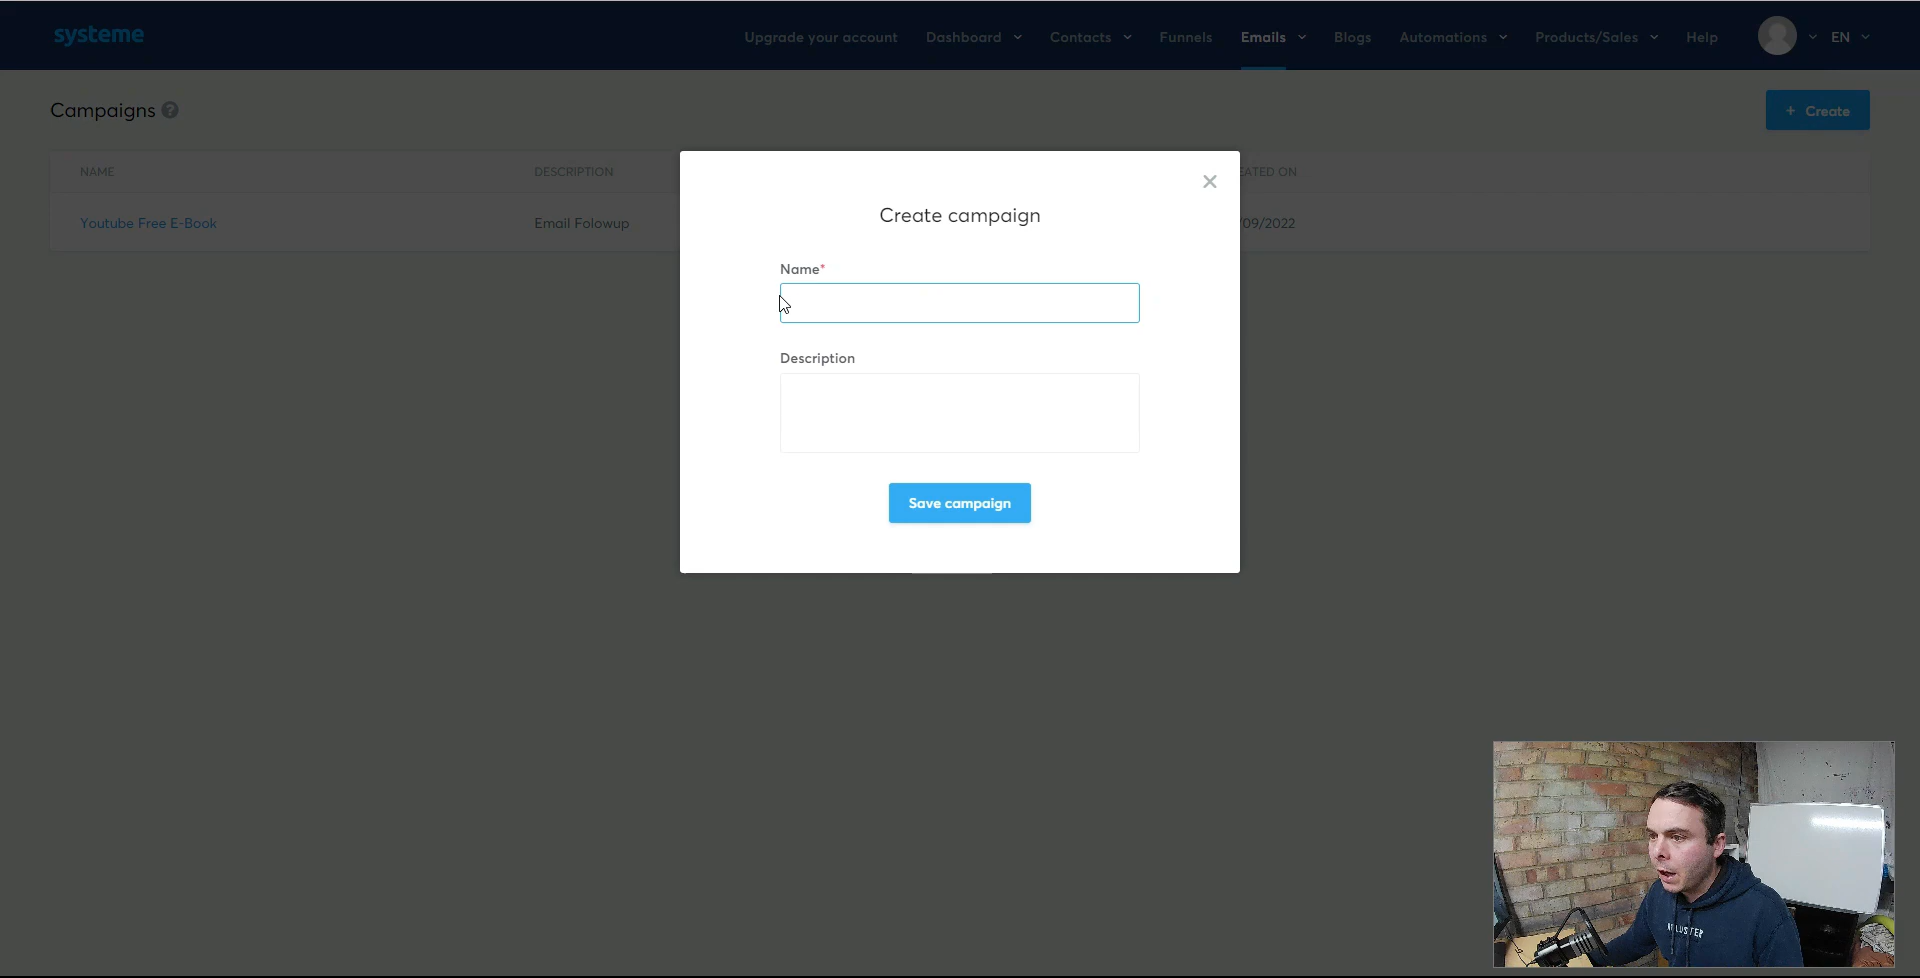 systeme
Upgrade your account Dashboard Contacts Funnels Emails Blogs Automations Products/Sales Help EN
Campaigns ?
+ Create
NAME DESCRIPTION EATED ON
Youtube Free E-Book Email Folowup /09/2022
Create campaign
Name*
Description
Save campaign